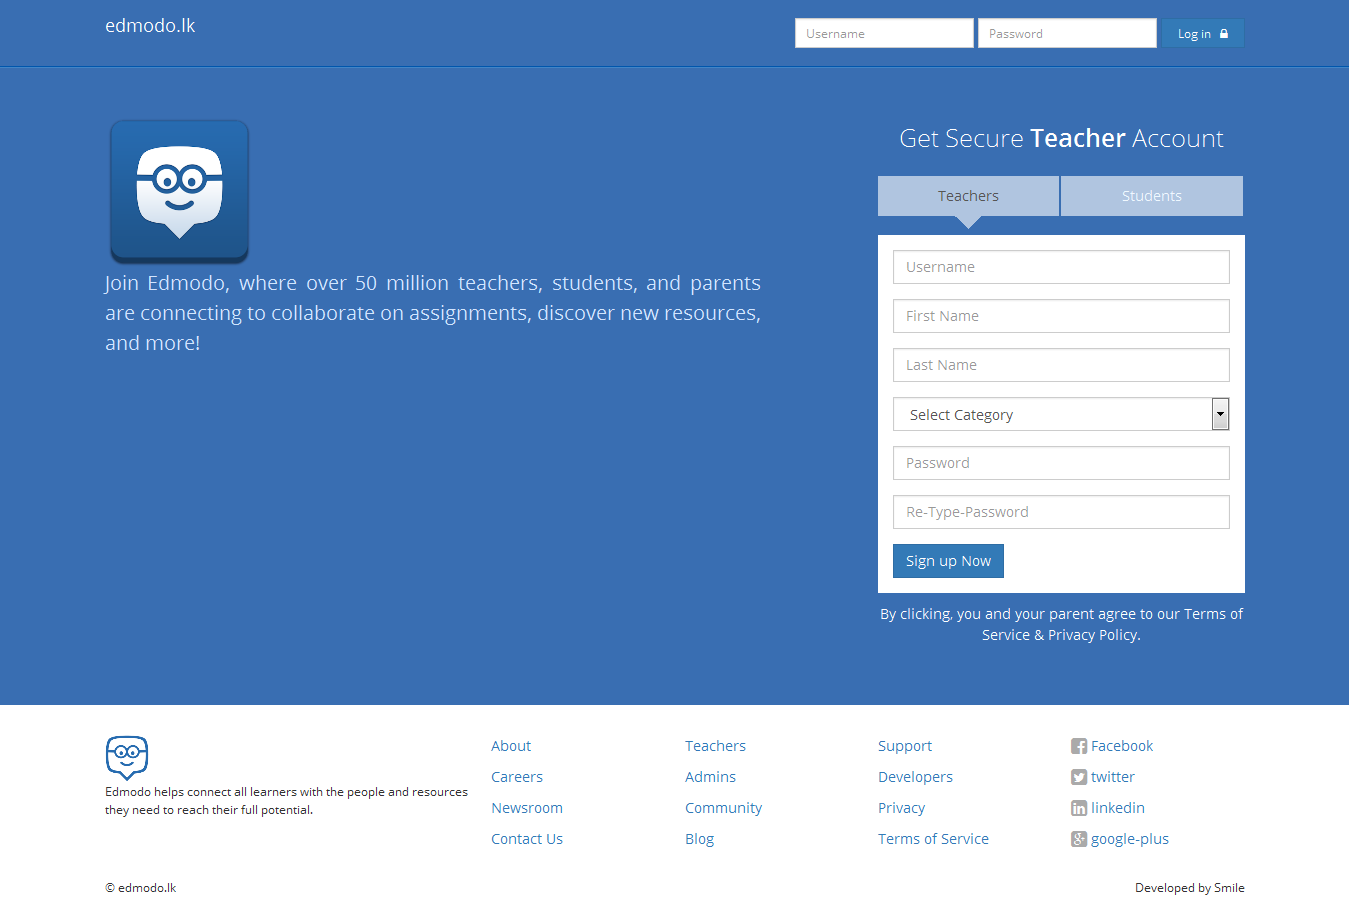 edmodo.lk
Username
Password
Log in
Get Secure Teacher Account
Teachers
Students
Join Edmodo, where over 50 million teachers, students, and parents
are connecting to collaborate on assignments, discover new resources,
and more!
Username
First Name
Last Name
Select Category
Password
Re-Type-Password
Sign up Now
By clicking, you and your parent agree to our Terms of
Service & Privacy Policy.
Edmodo helps connect all learners with the people and resources
they need to reach their full potential.
About
Careers
Newsroom
Contact Us
Teachers
Admins
Community
Blog
Support
Developers
Privacy
Terms of Service
Facebook
twitter
linkedin
google-plus
© edmodo.lk
Developed by Smile